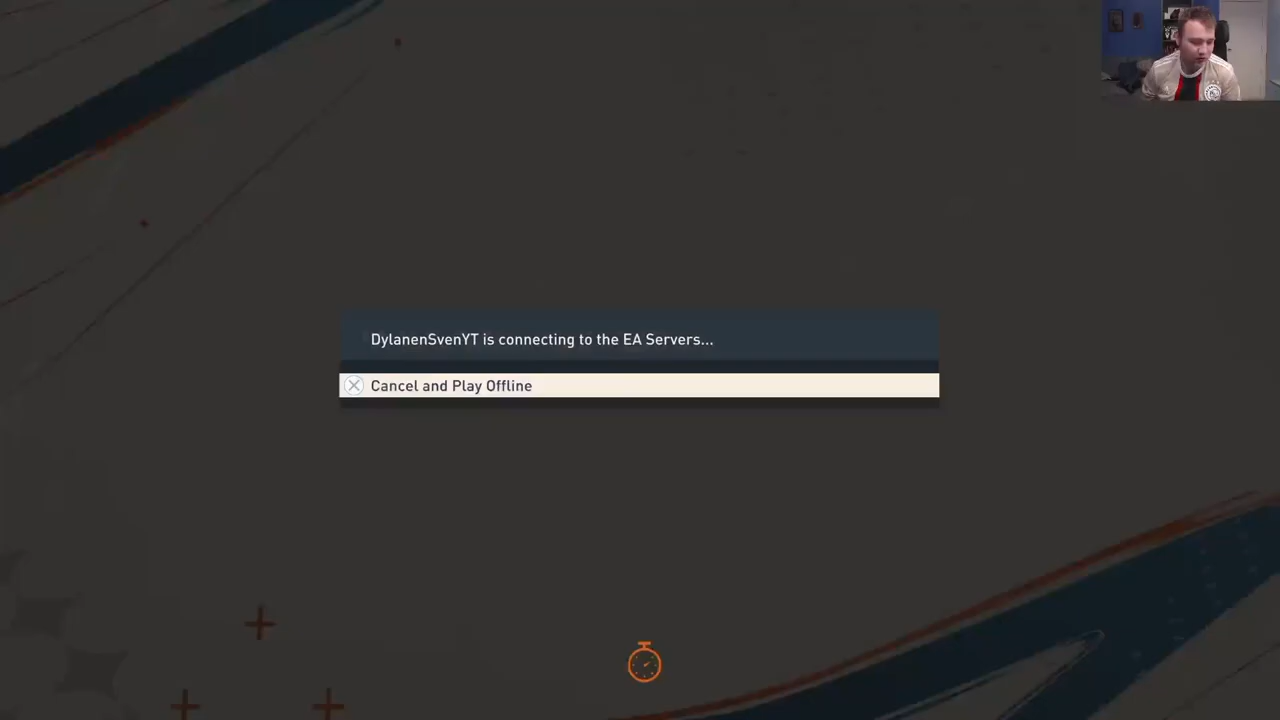 DylanenSvenYT is connecting to the EA Servers...
Cancel and Play Offline